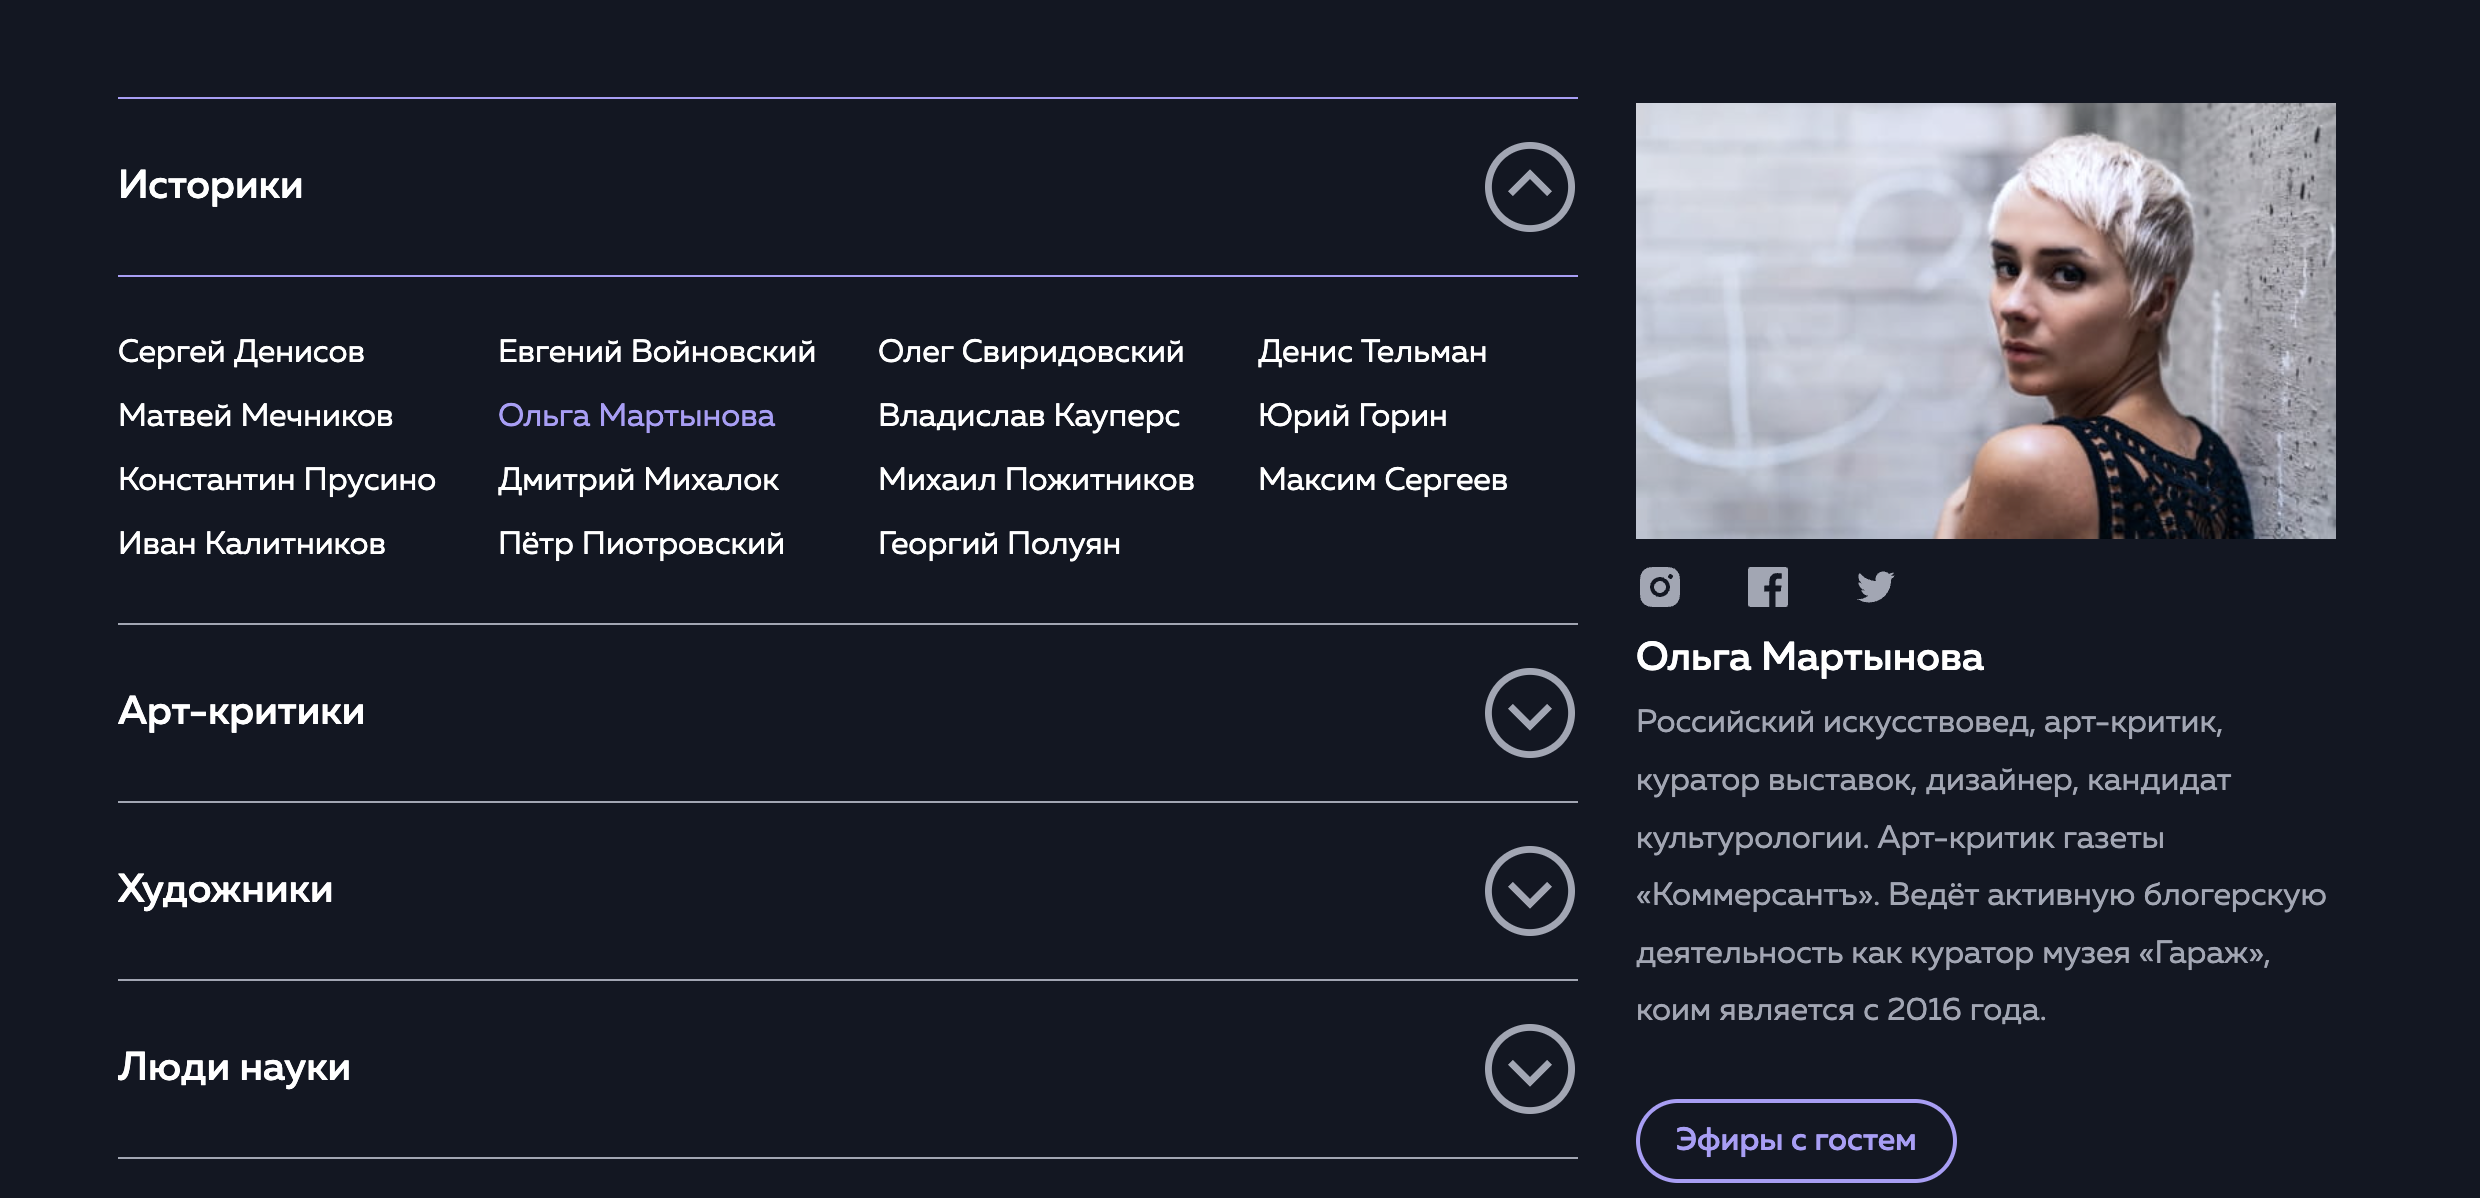 Историки
Сергей Денисов
Матвей Мечников
Константин Прусино
Иван Калитников
Евгений Войновский
Ольга Мартынова
Дмитрий Михалок
Пётр Пиотровский
Олег Свиридовский
Владислав Кауперс
Михаил Пожитников
Георгий Полуян
Денис Тельман
Юрий Горин
Максим Сергеев
Арт-критики
Художники
Люди науки
Ольга Мартынова
Российский искусствовед, арт-критик,
куратор выставок, дизайнер, кандидат
культурологии. Арт-критик газеты
«Коммерсантъ». Ведёт активную блогерскую
деятельность как куратор музея «Гараж»,
коим является с 2016 года.
Эфиры с гостем